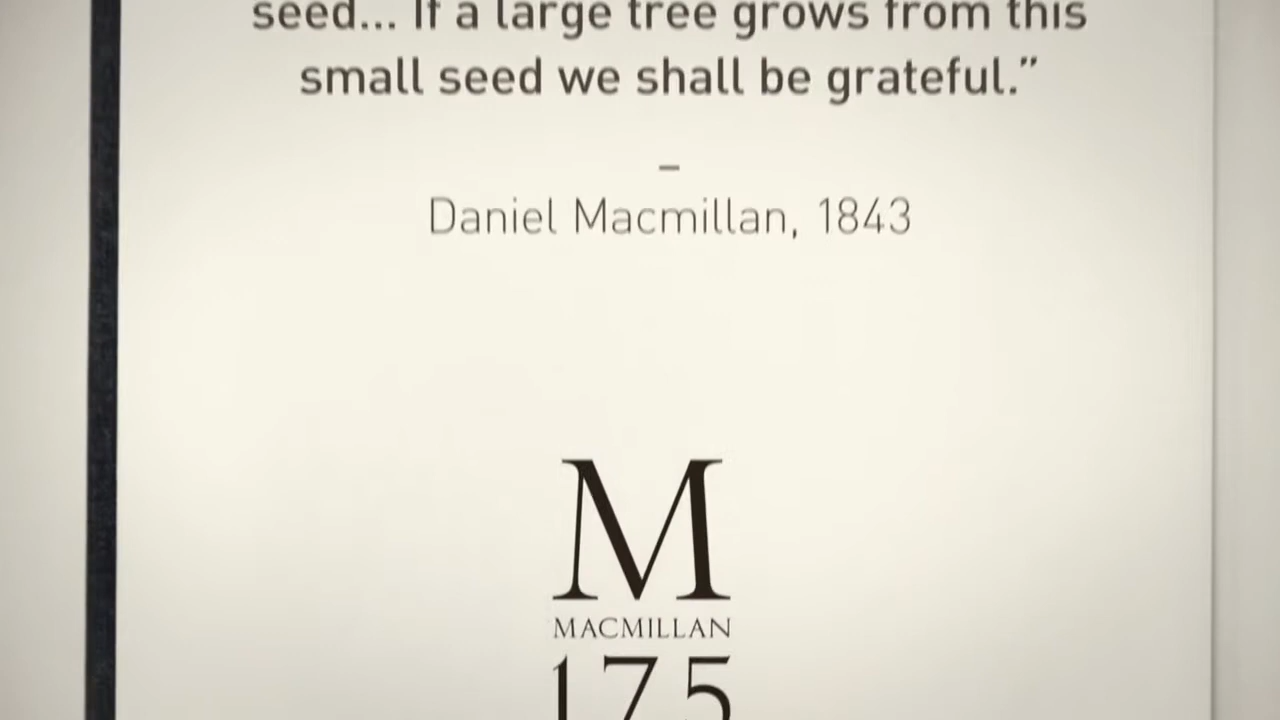 seed... If a large tree grows from this
small seed we shall be grateful.”
–
Daniel Macmillan, 1843
M
MACMILLAN
175